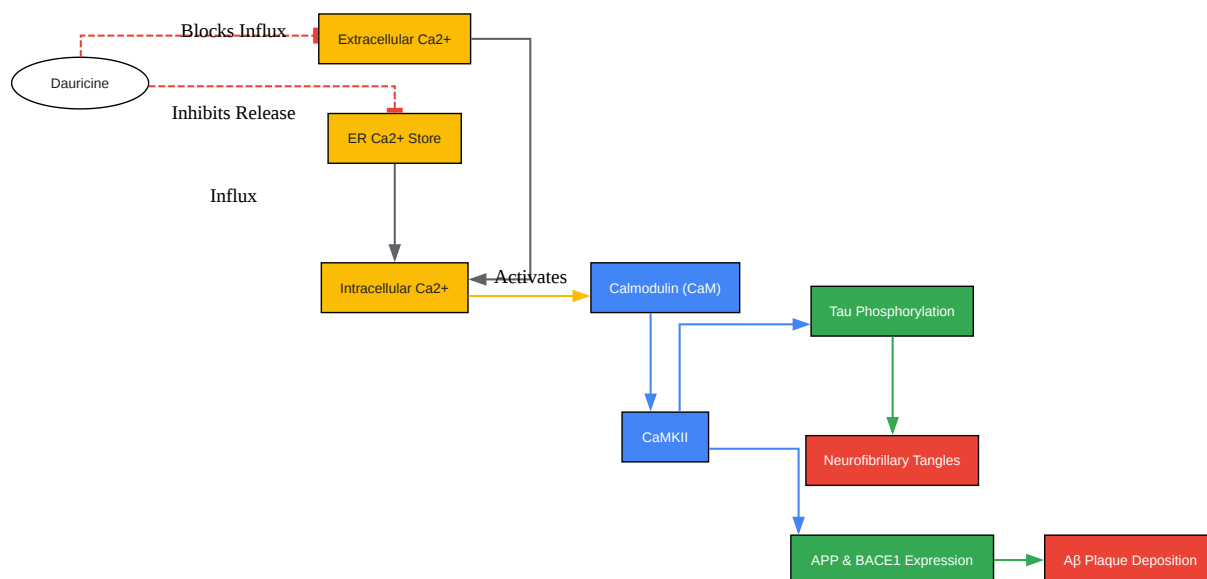 Blocks Influx
Extracellular Ca2+
Dauricine
Inhibits Release
ER Ca2+ Store
Influx
Intracellular Ca2+
Activates
Calmodulin (CaM)
Tau Phosphorylation
CaMKII
Neurofibrillary Tangles
APP & BACE1 Expression
Aβ Plaque Deposition